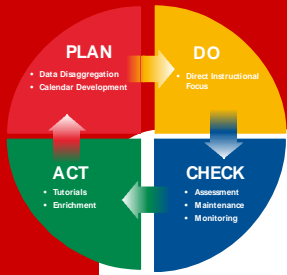 PLAN
• Data Disaggregation
• Calendar Development
DO
• Direct Instructional
Focus
ACT
• Tutorials
• Enrichment
CHECK
• Assessment
• Maintenance
• Monitoring